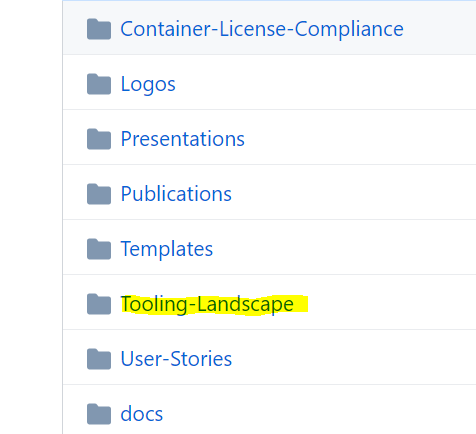 Container-License-Compliance
Logos
Presentations
Publications
Templates
Tooling-Landscape
User-Stories
docs